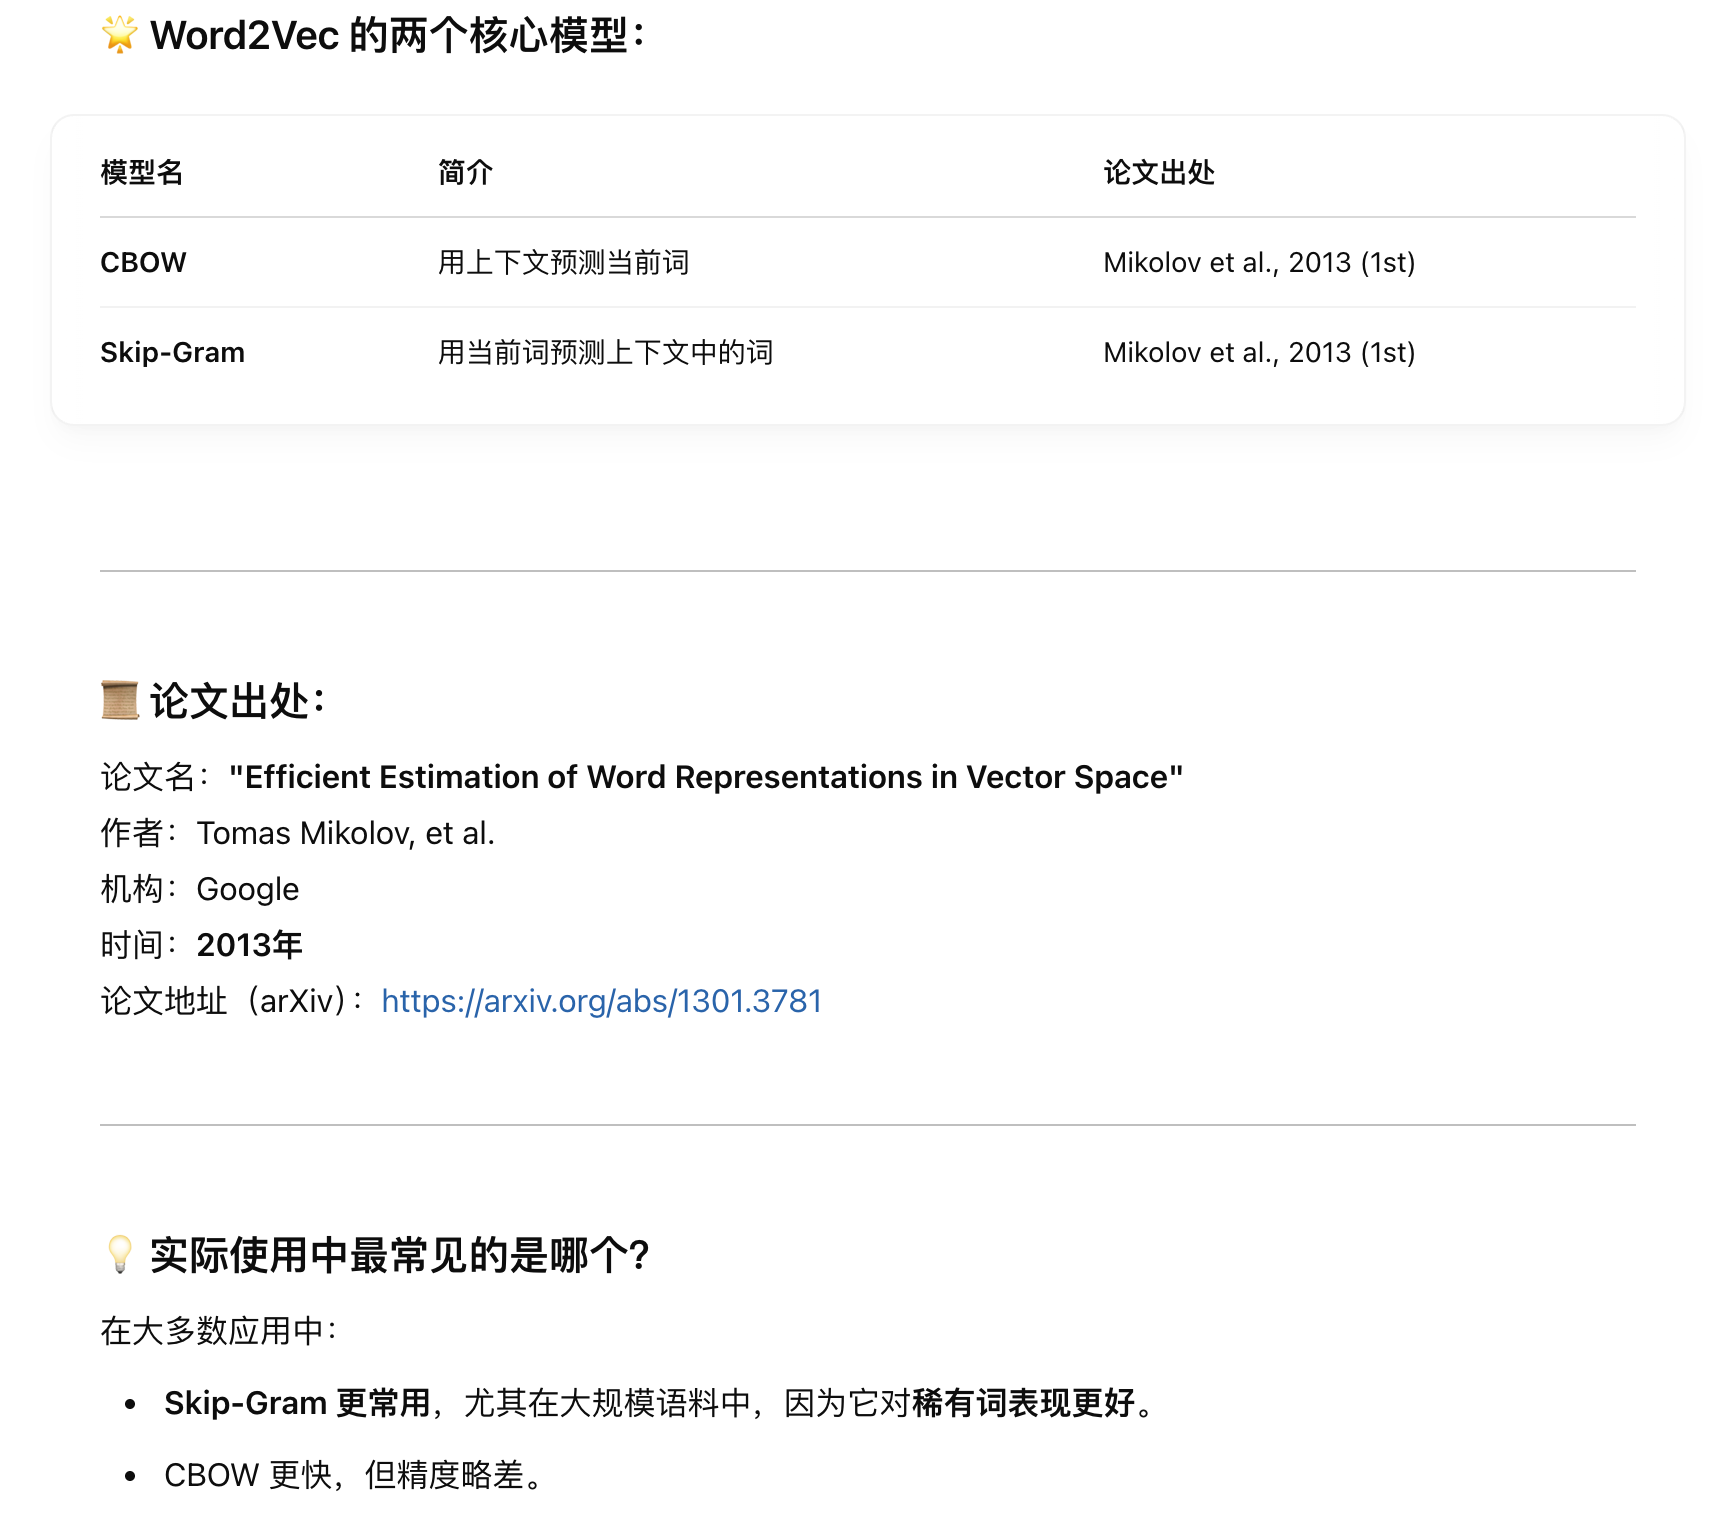 🌟 Word2Vec 的两个核心模型：
模型名 简介 论文出处
CBOW 用上下文预测当前词 Mikolov et al., 2013 (1st)
Skip-Gram 用当前词预测上下文中的词 Mikolov et al., 2013 (1st)
📜 论文出处：
论文名："Efficient Estimation of Word Representations in Vector Space"
作者：Tomas Mikolov, et al.
机构：Google
时间：2013年
论文地址（arXiv）：https://arxiv.org/abs/1301.3781
💡 实际使用中最常见的是哪个？
在大多数应用中：
• Skip-Gram 更常用，尤其在大规模语料中，因为它对稀有词表现更好。
• CBOW 更快，但精度略差。